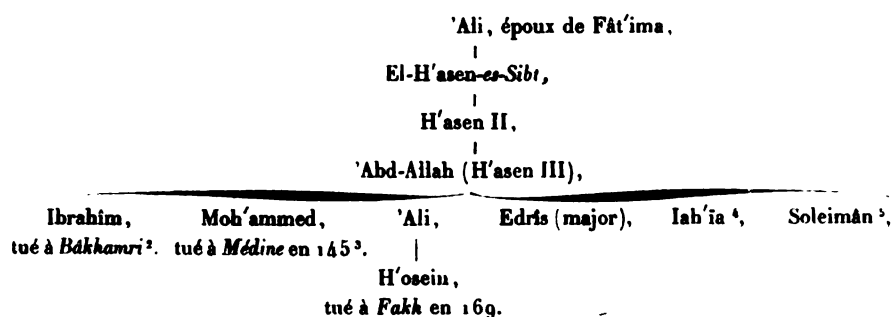 'Ali, époux de Fât'ima,
El-H'asen-es-Sibt,
H'asen II,
'Abd-Allah (H'asen III),
Ibrahîm, Moh'ammed, 'Ali, Edrîs (major), Iah'ïa ⁴, Soleimân ⁵,
tué à Bâkhamri ². tué à Médine en 145 ³.
H'osein,
tué à Fakh en 169.